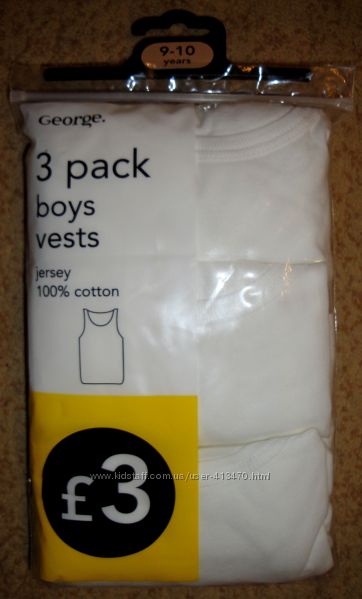 9-10
years
George.
3 pack
boys
vests
jersey
100% cotton
www.kidstaff.com.ua/user-413470.html
£3